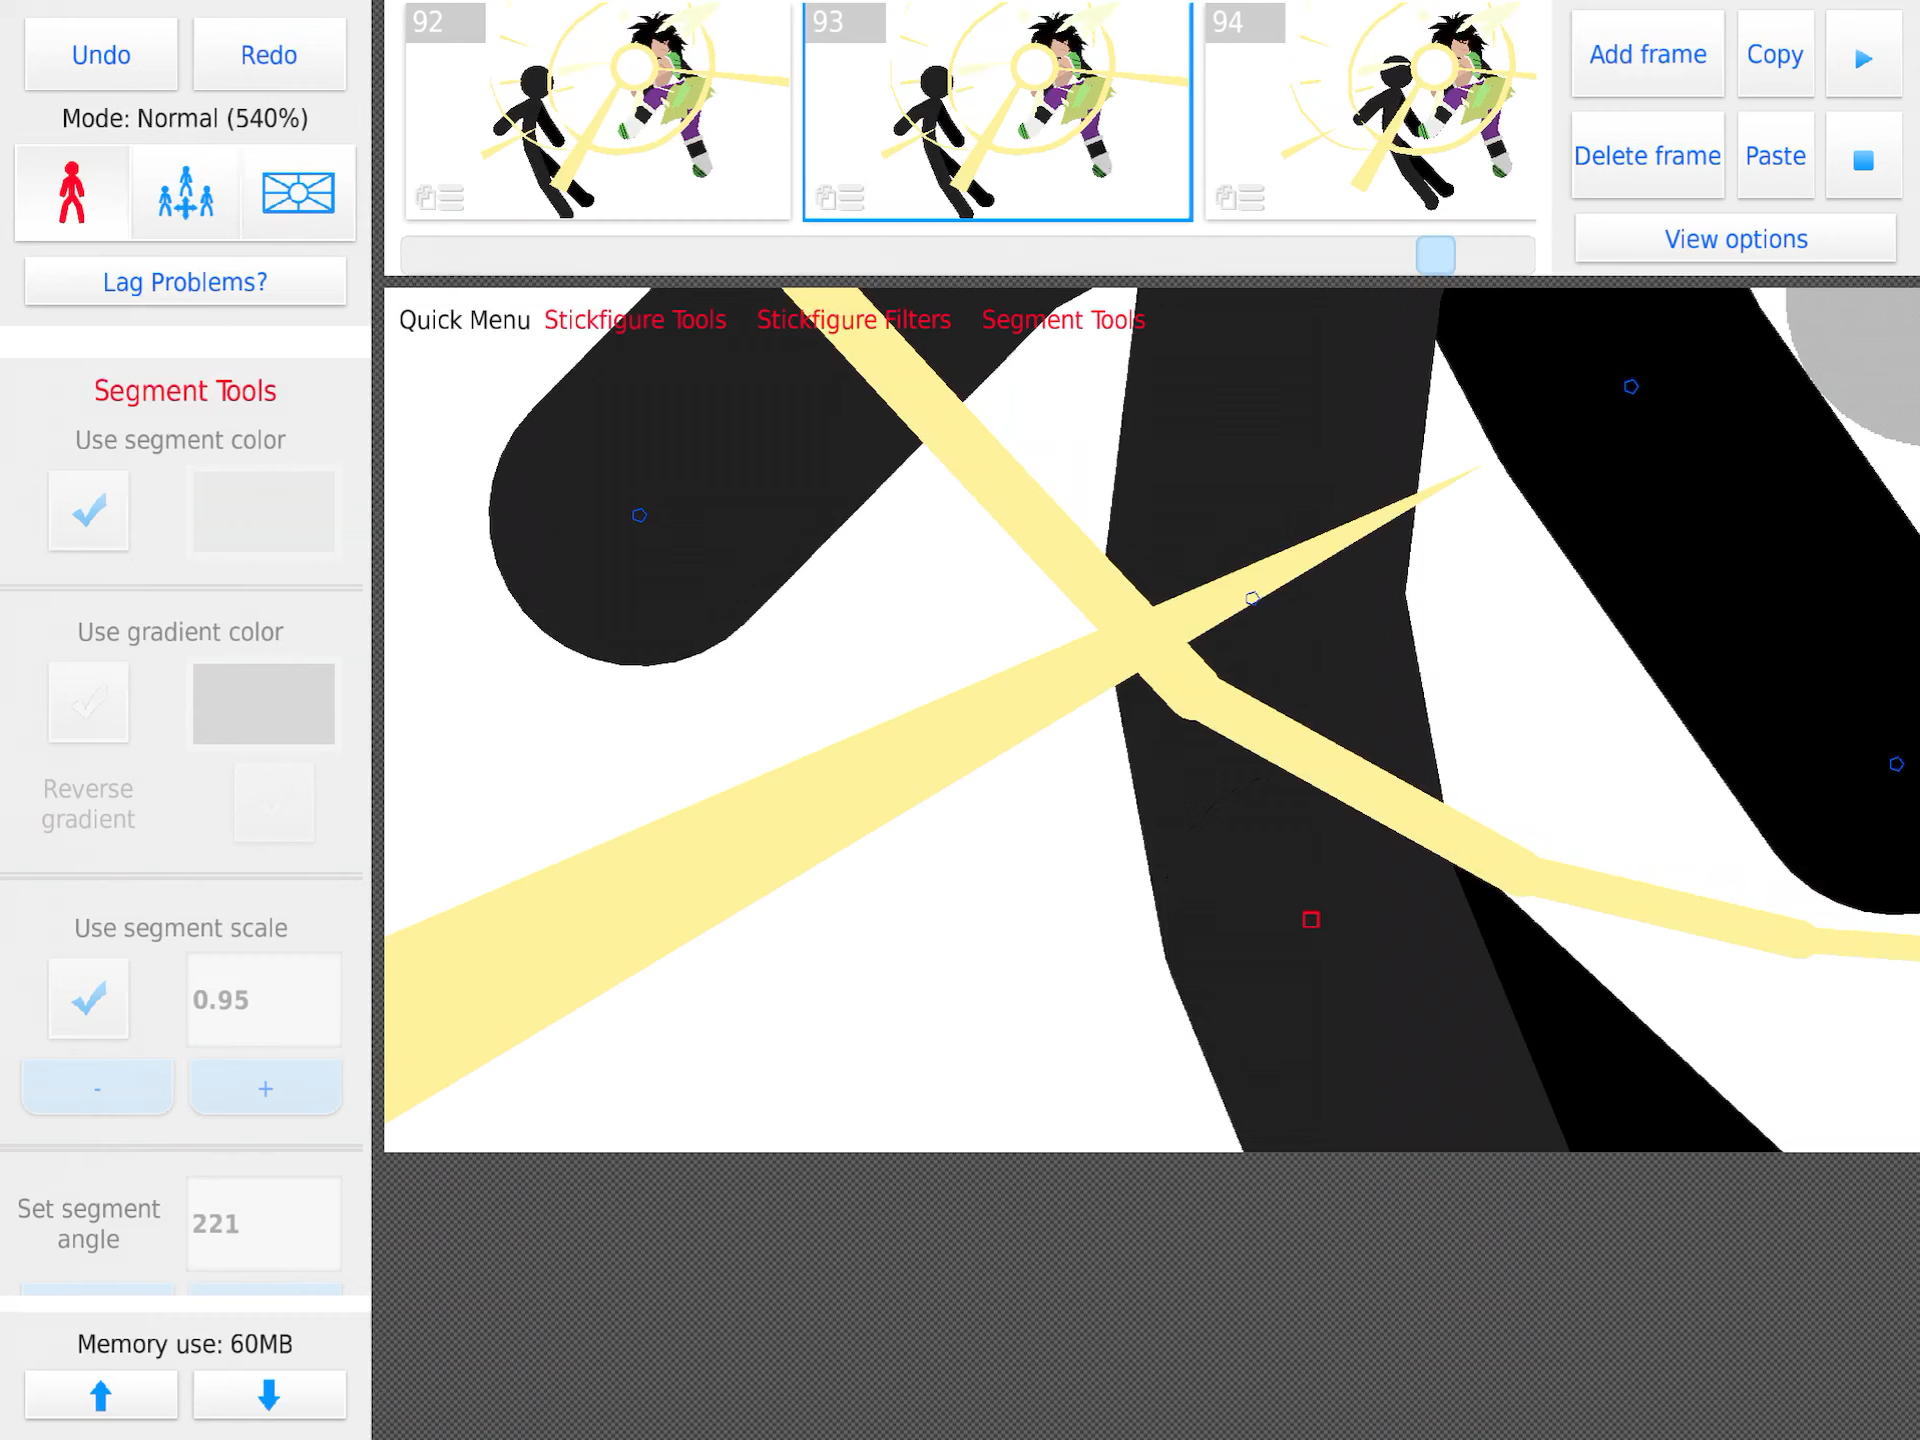 Undo
Redo
Mode: Normal (540%)
Lag Problems?
92
93
94
Add frame
Copy
Delete frame
Paste
View options
Quick Menu
Stickfigure Tools
Stickfigure Filters
Segment Tools
Segment Tools
Use segment color
Use gradient color
Reverse
gradient
Use segment scale
0.95
-
+
Set segment
angle
221
Memory use: 60MB